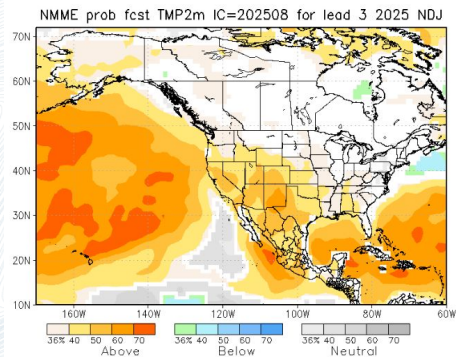 NMME prob fcst TMP2m IC=202508 for lead 3 2025 NDJ
70N
60N
50N
40N
30N
20N
10N
160W 140W 120W 100W 80W 60W
36% 40 50 60 70 36% 40 50 60 70 36% 40 50 60 70
Above Below Neutral